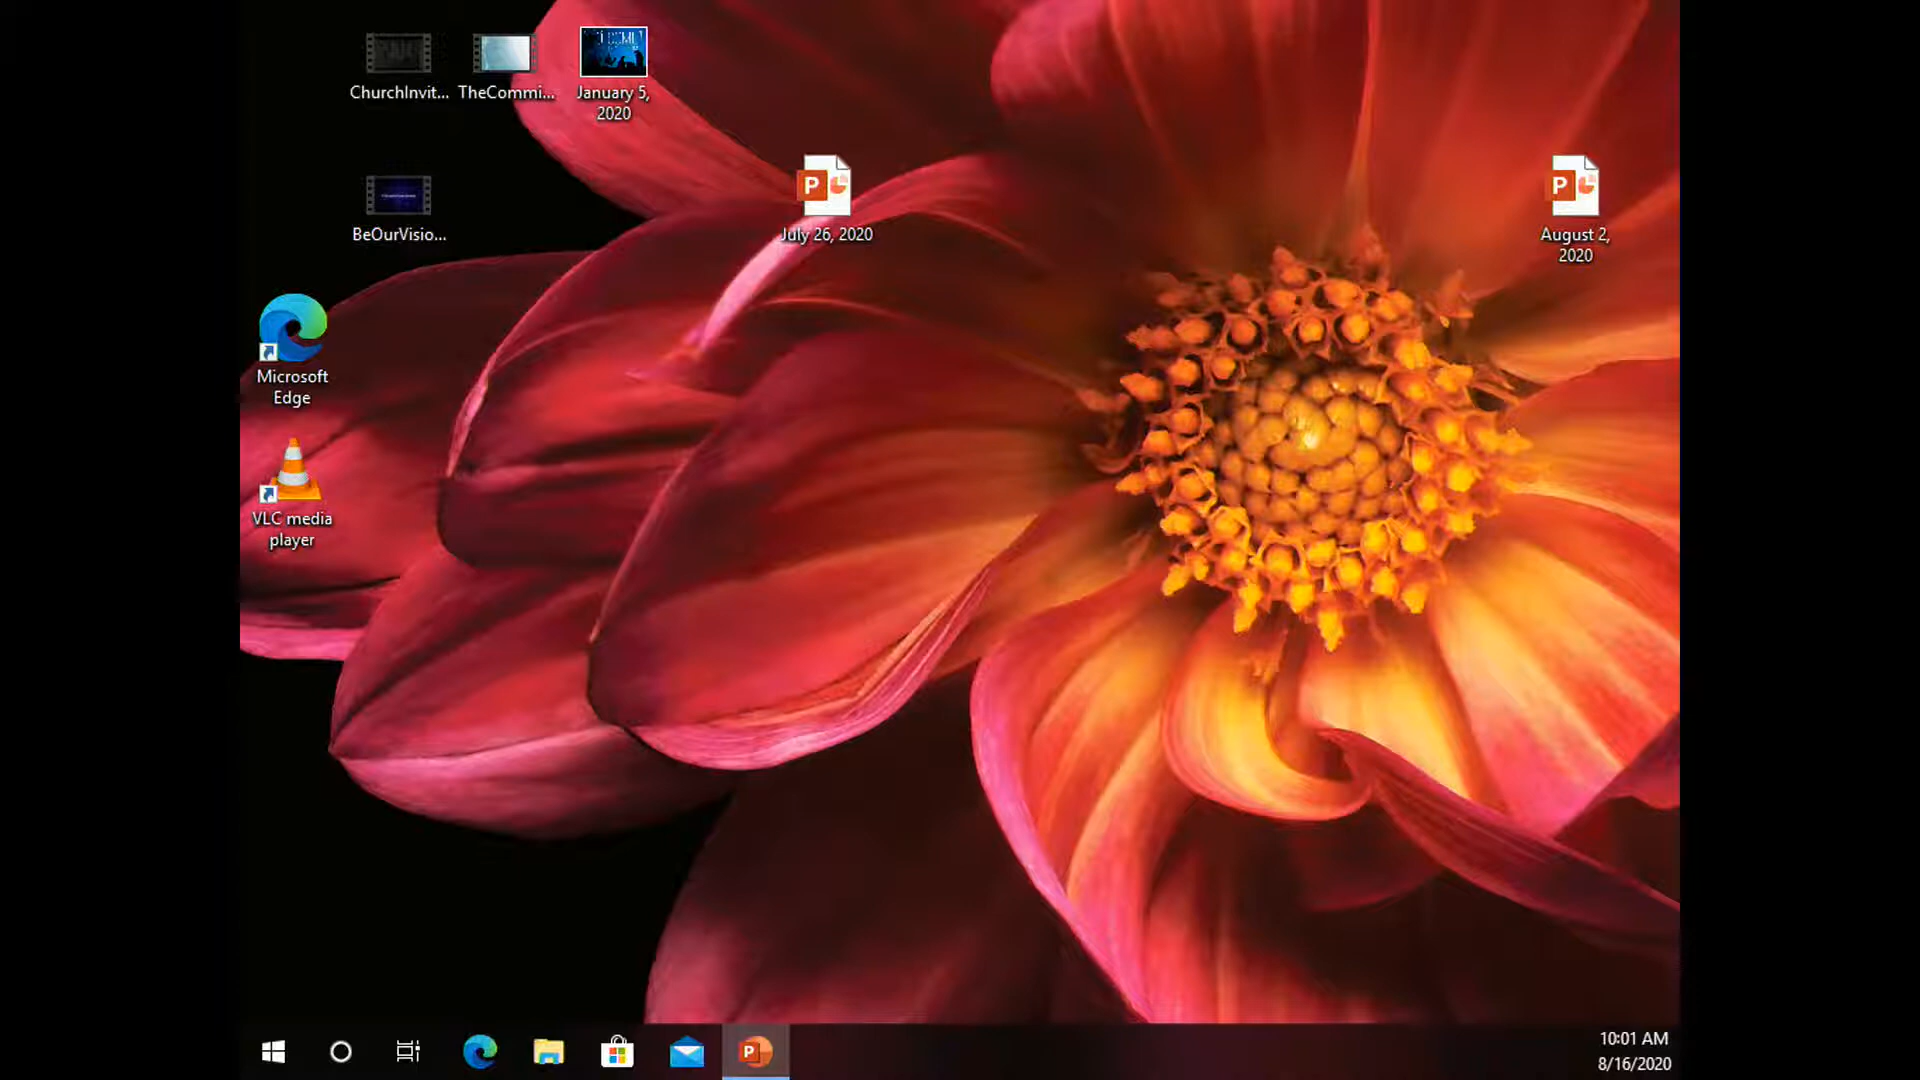 ChurchInvit...
TheCommi...
January 5,
2020
BeOurVisio...
July 26, 2020
August 2,
2020
Microsoft
Edge
VLC media
player
10:01 AM
8/16/2020